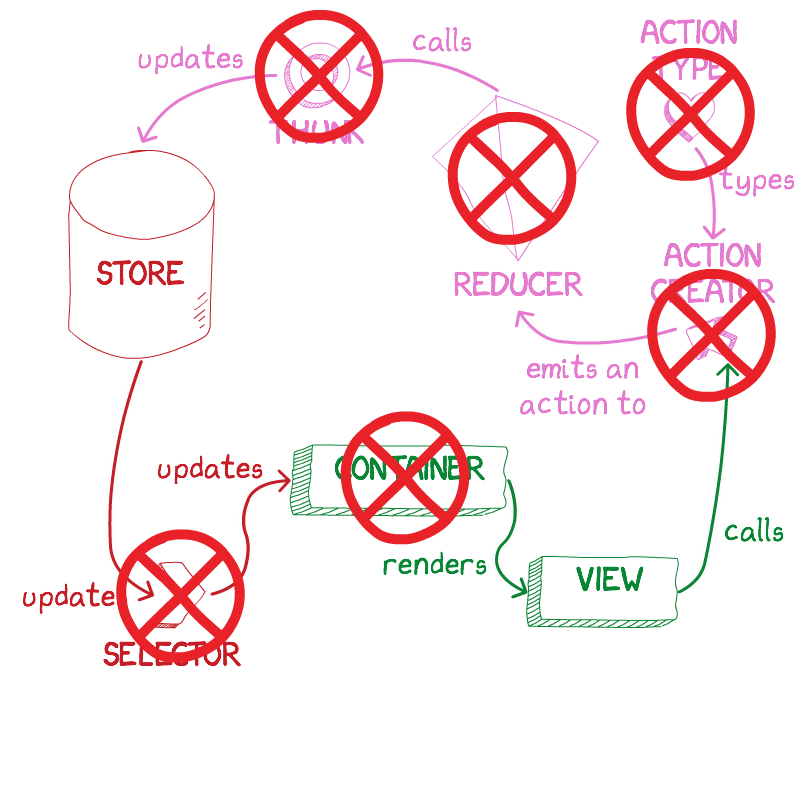 updates
calls
ACTION
TYPE
THUNK
types
STORE
ACTION
CREATOR
REDUCER
emits an
action to
updates
CONTAINER
calls
renders
VIEW
update
SELECTOR